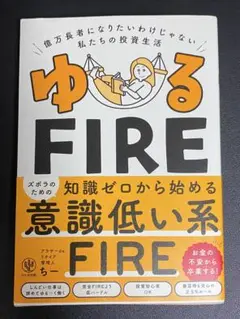 億万長者になりたいわけじゃない
私たちの投資生活
ゆるFIRE
ズボラの
ための
知識ゼロから始める
意識低い系
FIRE
お金の
不安から
卒業する!
ちー